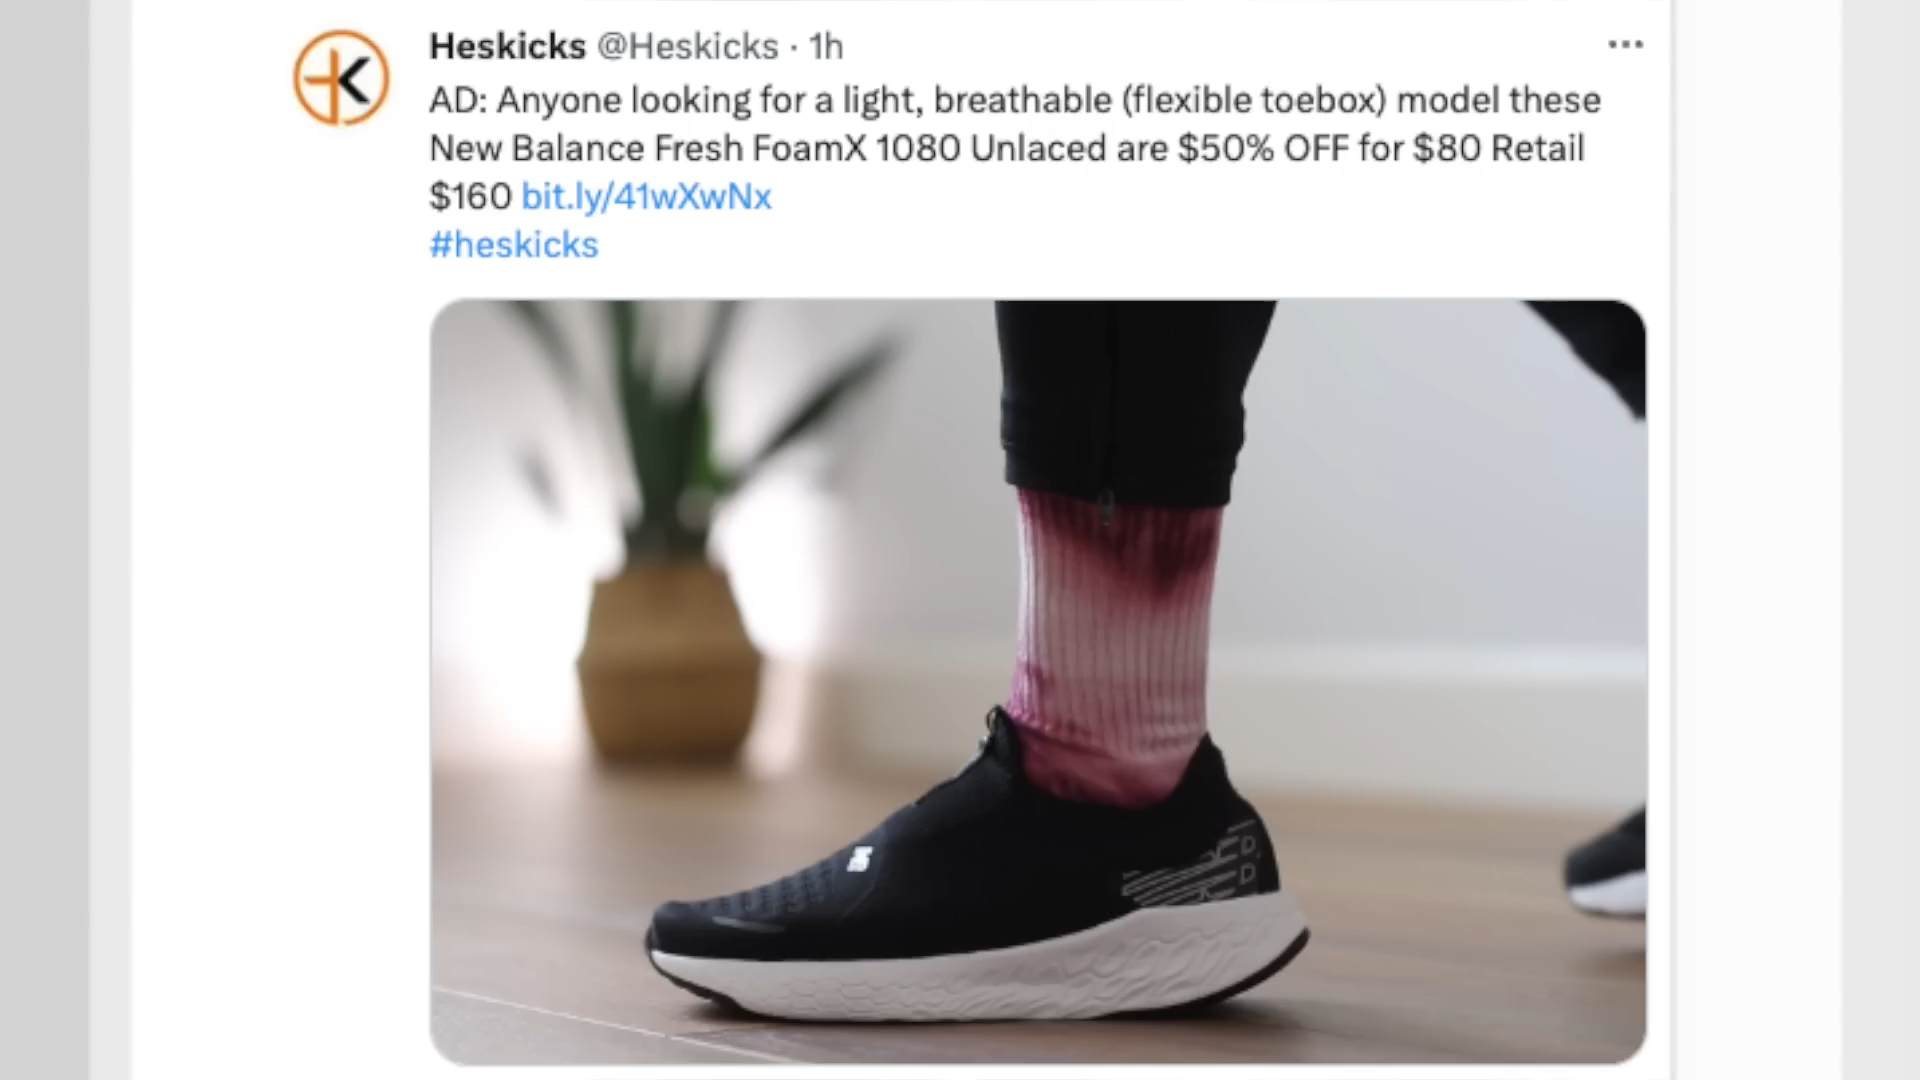 Heskicks @Heskicks · 1h
AD: Anyone looking for a light, breathable (flexible toebox) model these
New Balance Fresh FoamX 1080 Unlaced are $50% OFF for $80 Retail
$160 bit.ly/41wXwNx
#heskicks